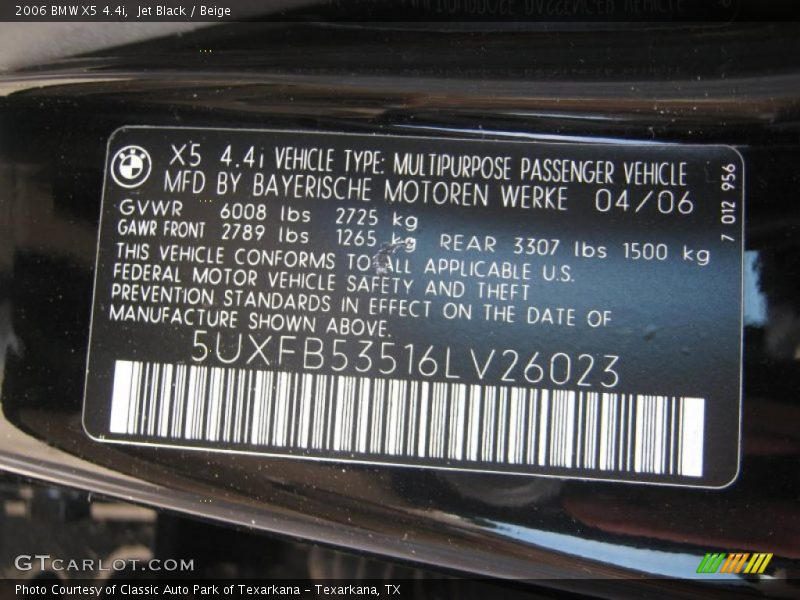 2006 BMW X5 4.4i,  Jet Black / Beige
X5 4.4i VEHICLE TYPE: MULTIPURPOSE PASSENGER VEHICLE
MFD BY BAYERISCHE MOTOREN WERKE 04/06
GVWR 6008 lbs 2725 kg
GAWR FRONT 2789 lbs 1265 kg REAR 3307 lbs 1500 kg
THIS VEHICLE CONFORMS TO ALL APPLICABLE U.S.
FEDERAL MOTOR VEHICLE SAFETY AND THEFT
PREVENTION STANDARDS IN EFFECT ON THE DATE OF
MANUFACTURE SHOWN ABOVE.
5UXFB53516LV26023
7 012 956
GTCARLOT.COM
Photo Courtesy of Classic Auto Park of Texarkana – Texarkana, TX